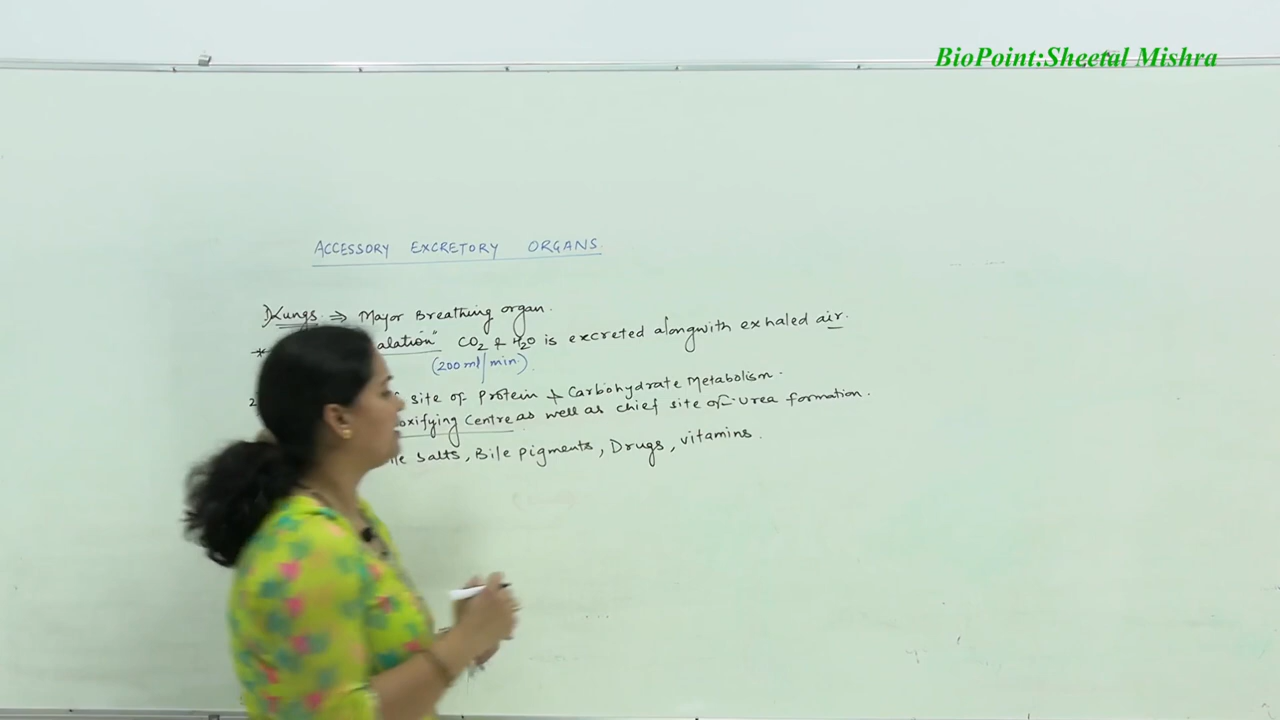 BioPoint:Sheetal Mishra
ACCESSORY EXCRETORY ORGANS.
1) Lungs ⇒ Major Breathing organ.
* alation" CO₂ & H₂O is excreted alongwith exhaled air.
(200 ml/min.)
2 site of Protein & Carbohydrate Metabolism.
oxifying Centre as well as chief site of Urea formation.
le salts, Bile pigments, Drugs, vitamins.